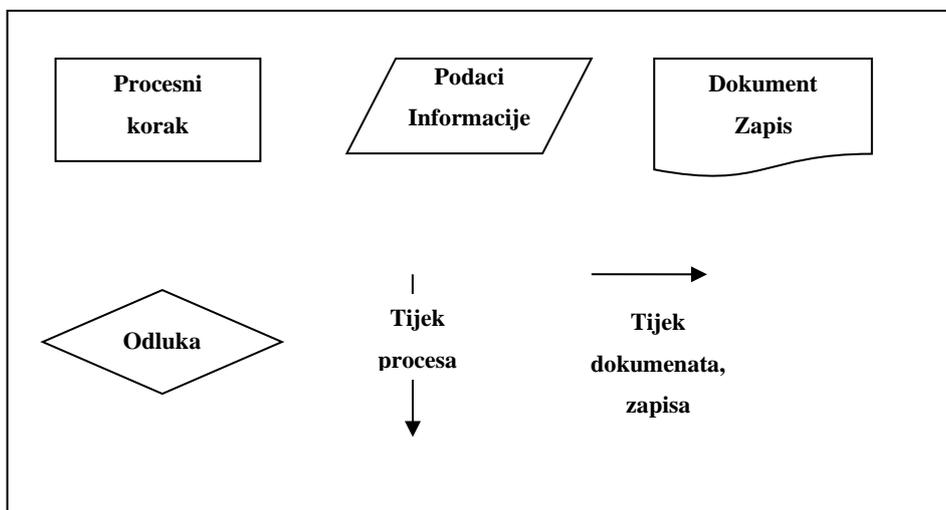 Procesni
korak
Podaci
Informacije
Dokument
Zapis
Odluka
Tijek
procesa
Tijek
dokumenata,
zapisa